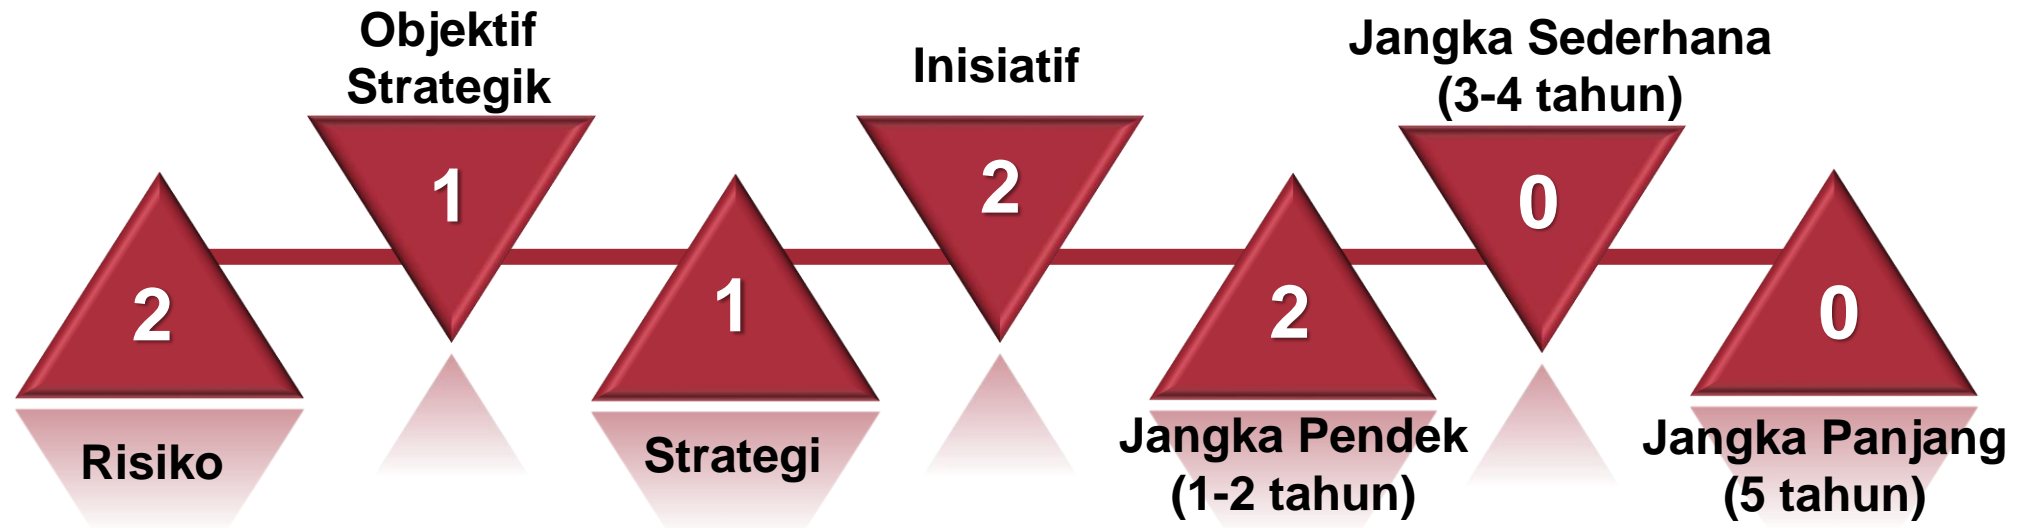 2
Risiko
Objektif
Strategik
1
1
Strategi
Inisiatif
2
2
Jangka Pendek
(1-2 tahun)
Jangka Sederhana
(3-4 tahun)
0
0
Jangka Panjang
(5 tahun)